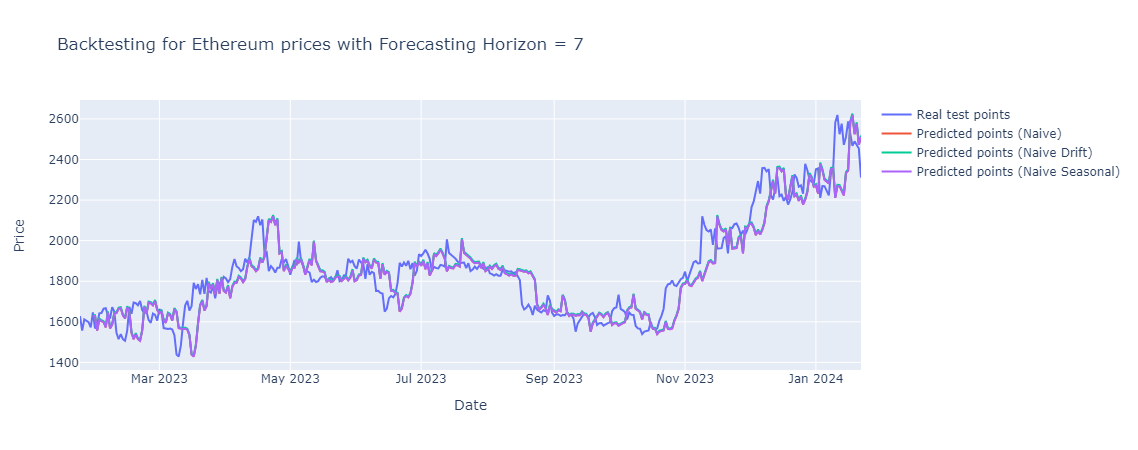 Backtesting for Ethereum prices with Forecasting Horizon = 7
Real test points
Predicted points (Naive)
Predicted points (Naive Drift)
Predicted points (Naive Seasonal)
Price
2600
2400
2200
2000
1800
1600
1400
Mar 2023
May 2023
Jul 2023
Sep 2023
Nov 2023
Jan 2024
Date